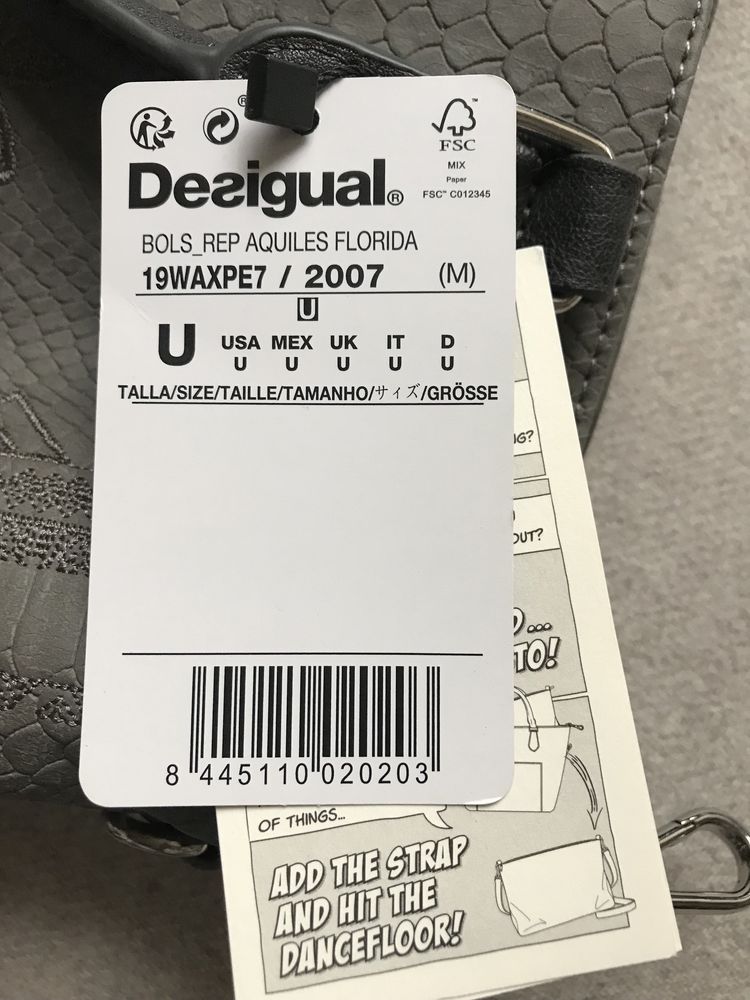 ®
FSC
MIX
Paper
FSC™ C012345
Desigual®
BOLS_REP AQUILES FLORIDA
19WAXPE7 / 2007 (M)
U
U
USA MEX UK IT D
U U U U U
TALLA/SIZE/TAILLE/TAMANHO/サイズ/GRÖSSE
8 445110 020203
OUT?
TO!
OF THINGS...
ADD THE STRAP
AND HIT THE
DANCEFLOOR!